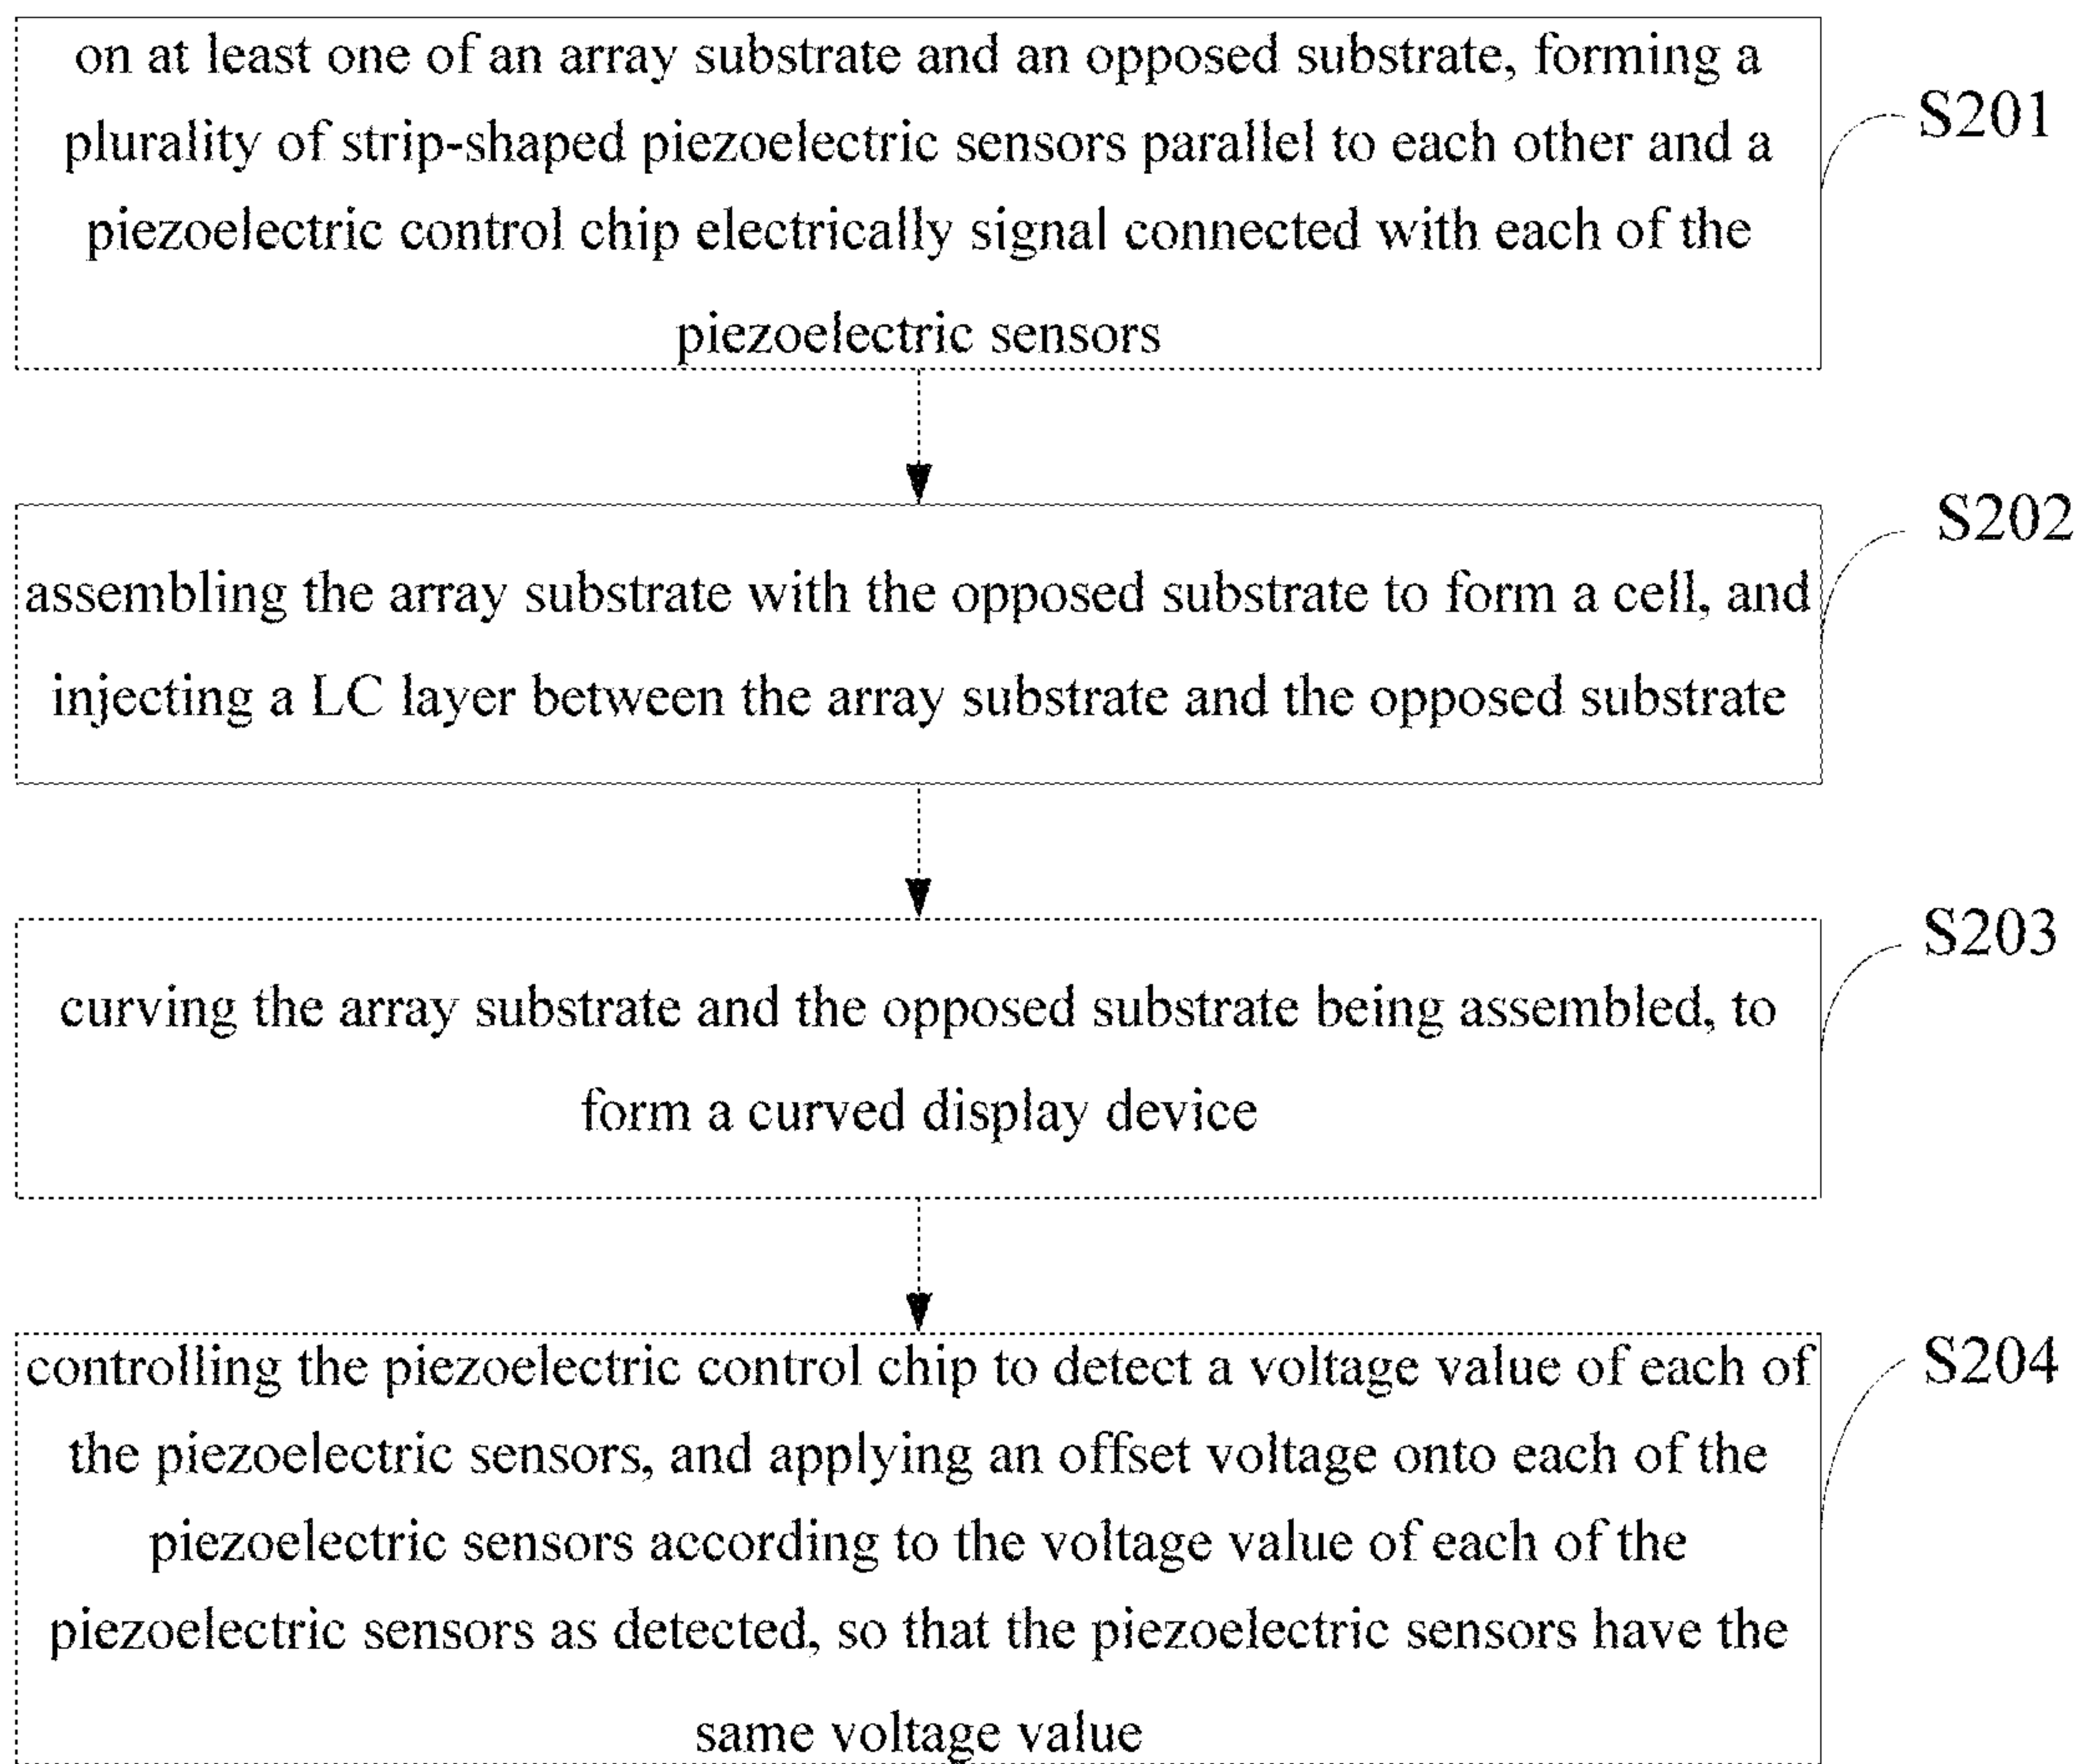 on at least one of an array substrate and an opposed substrate, forming a
plurality of strip-shaped piezoelectric sensors parallel to each other and a
piezoelectric control chip electrically signal connected with each of the
piezoelectric sensors
S201
assembling the array substrate with the opposed substrate to form a cell, and
injecting a LC layer between the array substrate and the opposed substrate
S202
curving the array substrate and the opposed substrate being assembled, to
form a curved display device
S203
controlling the piezoelectric control chip to detect a voltage value of each of
the piezoelectric sensors, and applying an offset voltage onto each of the
piezoelectric sensors according to the voltage value of each of the
piezoelectric sensors as detected, so that the piezoelectric sensors have the
same voltage value
S204